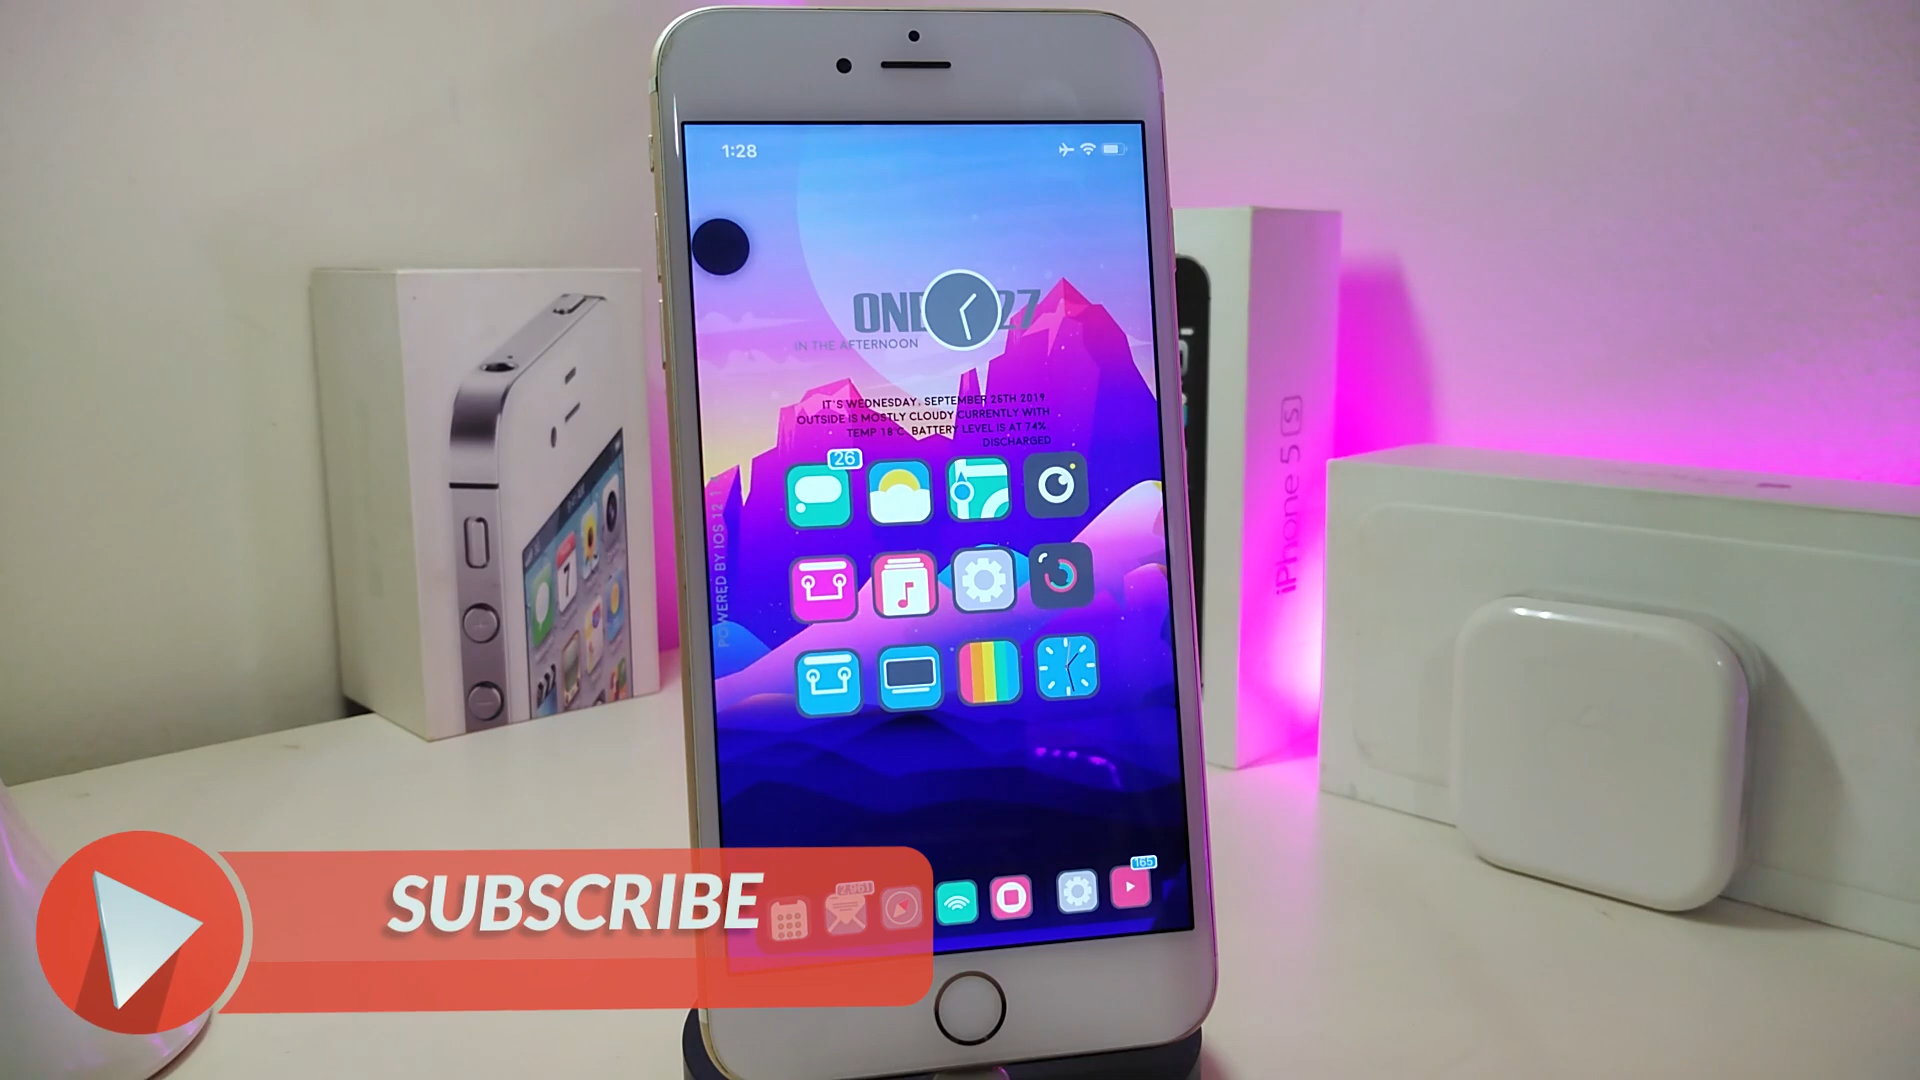 1:28
ONE 27
IN THE AFTERNOON
IT'S WEDNESDAY. SEPTEMBER 25TH 2019.
OUTSIDE IS MOSTLY CLOUDY CURRENTLY WITH
TEMP 18°C. BATTERY LEVEL IS AT 74%.
DISCHARGED
26
POWERED BY IOS 12.1
iPhone 5S
165
SUBSCRIBE